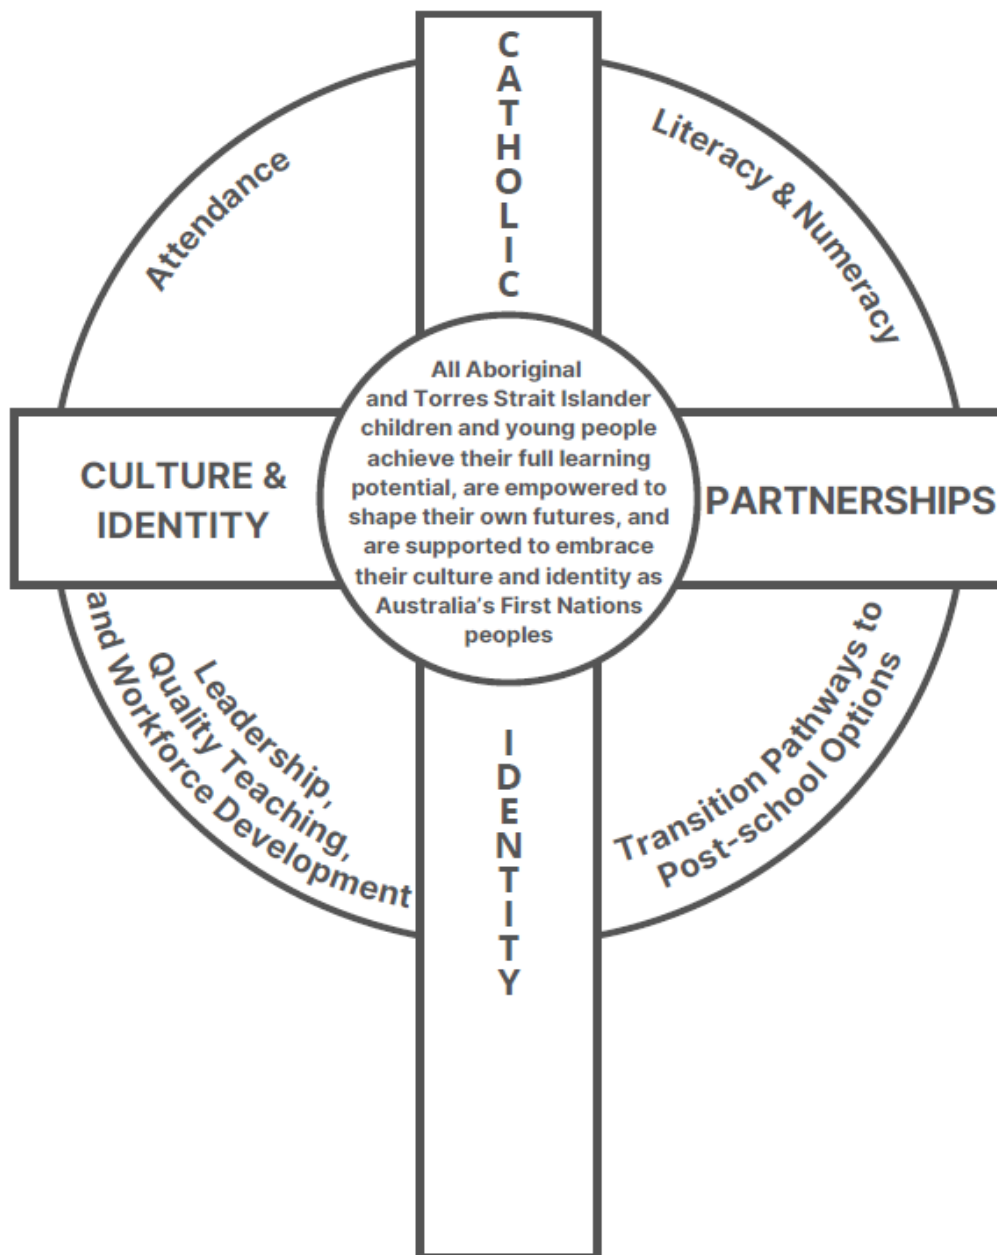 CATHOLIC
Attendance
Literacy & Numeracy
All Aboriginal
and Torres Strait Islander
children and young people
achieve their full learning
potential, are empowered to
shape their own futures, and
are supported to embrace
their culture and identity as
Australia’s First Nations
peoples
CULTURE &
IDENTITY
PARTNERSHIPS
Leadership,
Quality Teaching,
and Workforce Development
IDENTITY
Transition Pathways to
Post-school Options